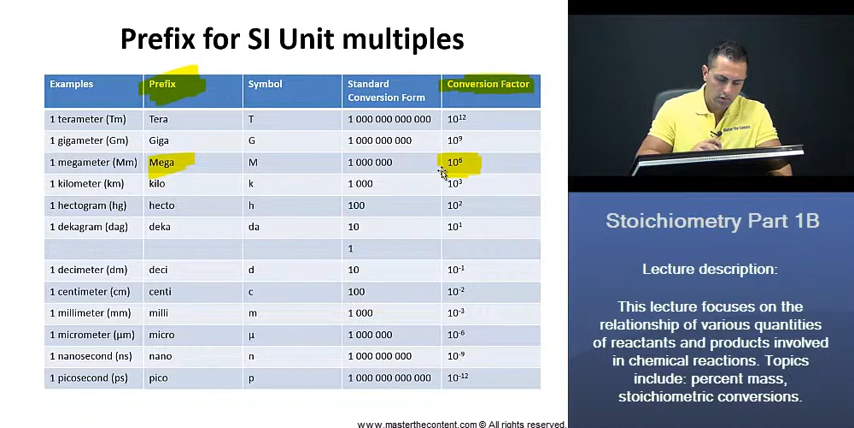 Prefix for SI Unit multiples
Examples Prefix Symbol Standard Conversion Form Conversion Factor
1 terameter (Tm) Tera T 1 000 000 000 000 10¹²
1 gigameter (Gm) Giga G 1 000 000 000 10⁹
1 megameter (Mm) Mega M 1 000 000 10⁶
1 kilometer (km) kilo k 1 000 10³
1 hectogram (hg) hecto h 100 10²
1 dekagram (dag) deka da 10 10¹
1
1 decimeter (dm) deci d 10 10⁻¹
1 centimeter (cm) centi c 100 10⁻²
1 millimeter (mm) milli m 1 000 10⁻³
1 micrometer (µm) micro µ 1 000 000 10⁻⁶
1 nanosecond (ns) nano n 1 000 000 000 10⁻⁹
1 picosecond (ps) pico p 1 000 000 000 000 10⁻¹²
www.masterthecontent.com © All rights reserved.
Master The Content
Stoichiometry Part 1B
Lecture description:
This lecture focuses on the
relationship of various quantities
of reactants and products involved
in chemical reactions. Topics
include: percent mass,
stoichiometric conversions.